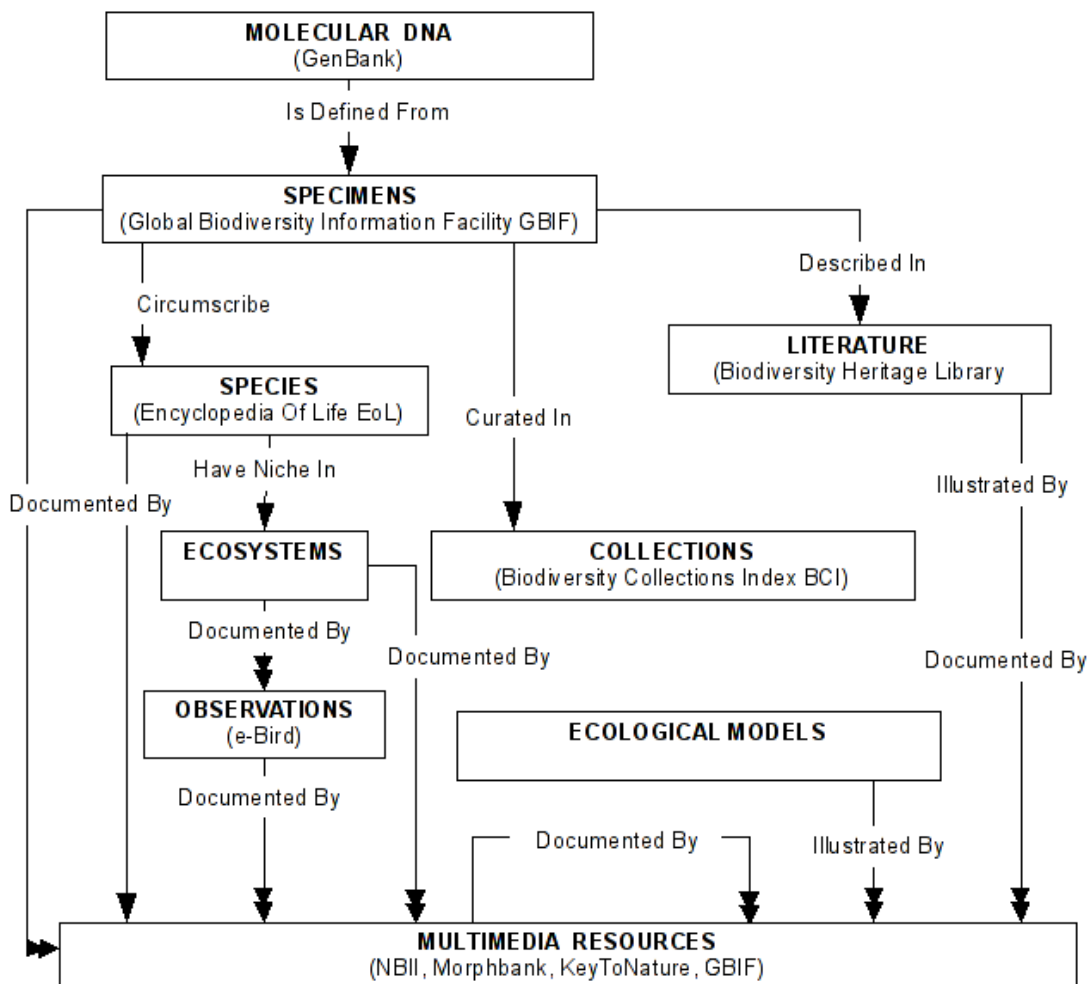 MOLECULAR DNA
(GenBank)
Is Defined From
SPECIMENS
(Global Biodiversity Information Facility GBIF)
Described In
Circumscribe
LITERATURE
(Biodiversity Heritage Library
SPECIES
(Encyclopedia Of Life EoL)
Curated In
Have Niche In
Illustrated By
Documented By
ECOSYSTEMS
COLLECTIONS
(Biodiversity Collections Index BCI)
Documented By
Documented By
Documented By
OBSERVATIONS
(e-Bird)
ECOLOGICAL MODELS
Documented By
Documented By
Illustrated By
MULTIMEDIA RESOURCES
(NBII, Morphbank, KeyToNature, GBIF)